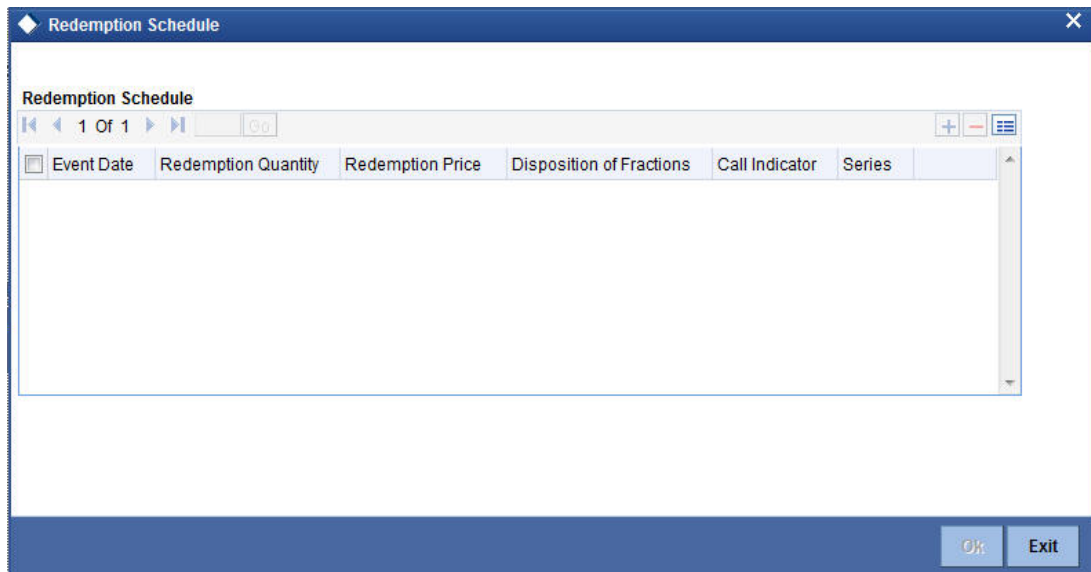 Redemption Schedule
Redemption Schedule
1 Of 1 Go
Event Date Redemption Quantity Redemption Price Disposition of Fractions Call Indicator Series
Ok Exit